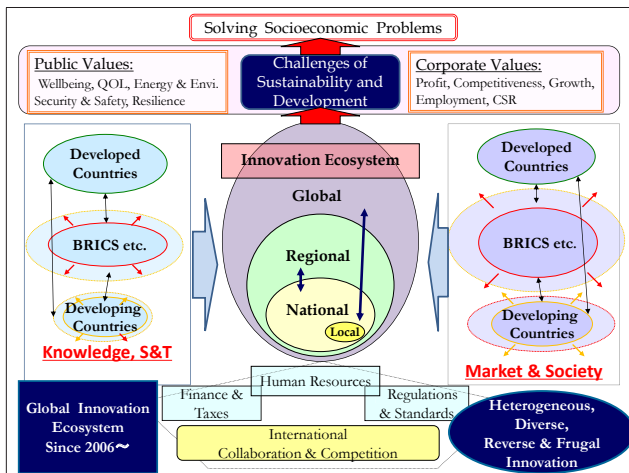 Solving Socioeconomic Problems
Public Values:
Wellbeing, QOL, Energy & Envi.
Security & Safety, Resilience
Challenges of
Sustainability and
Development
Corporate Values:
Profit, Competitiveness, Growth,
Employment, CSR
Developed
Countries
BRICS etc.
Developing
Countries
Knowledge, S&T
Innovation Ecosystem
Global
Regional
National
Local
Developed
Countries
BRICS etc.
Developing
Countries
Market & Society
Global Innovation
Ecosystem
Since 2006~
Human Resources
Finance &
Taxes
Regulations
& Standards
International
Collaboration & Competition
Heterogeneous,
Diverse,
Reverse & Frugal
Innovation